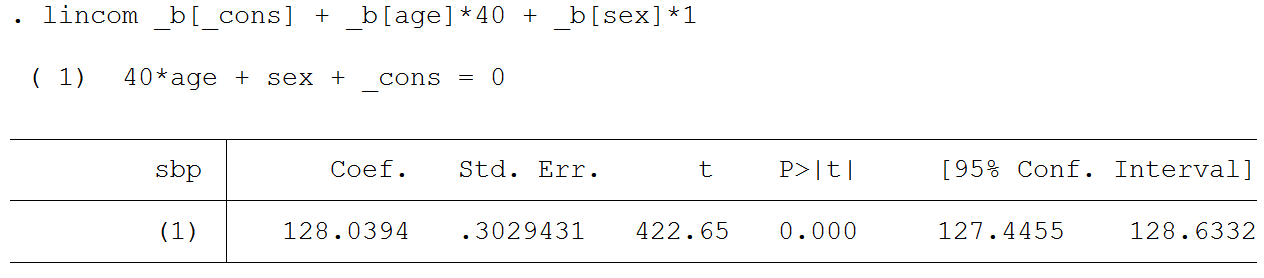 . lincom _b[_cons] + _b[age]*40 + _b[sex]*1
( 1)  40*age + sex + _cons = 0
sbp | Coef. Std. Err. t P>|t| [95% Conf. Interval]
(1) | 128.0394 .3029431 422.65 0.000 127.4455 128.6332